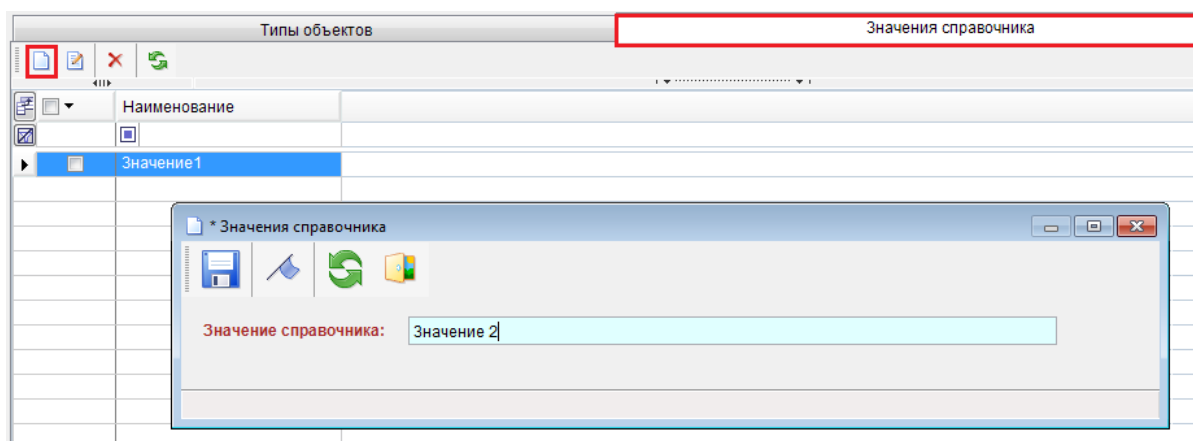 Типы объектов
Значения справочника
Наименование
Значение1
* Значения справочника
Значение справочника:
Значение 2